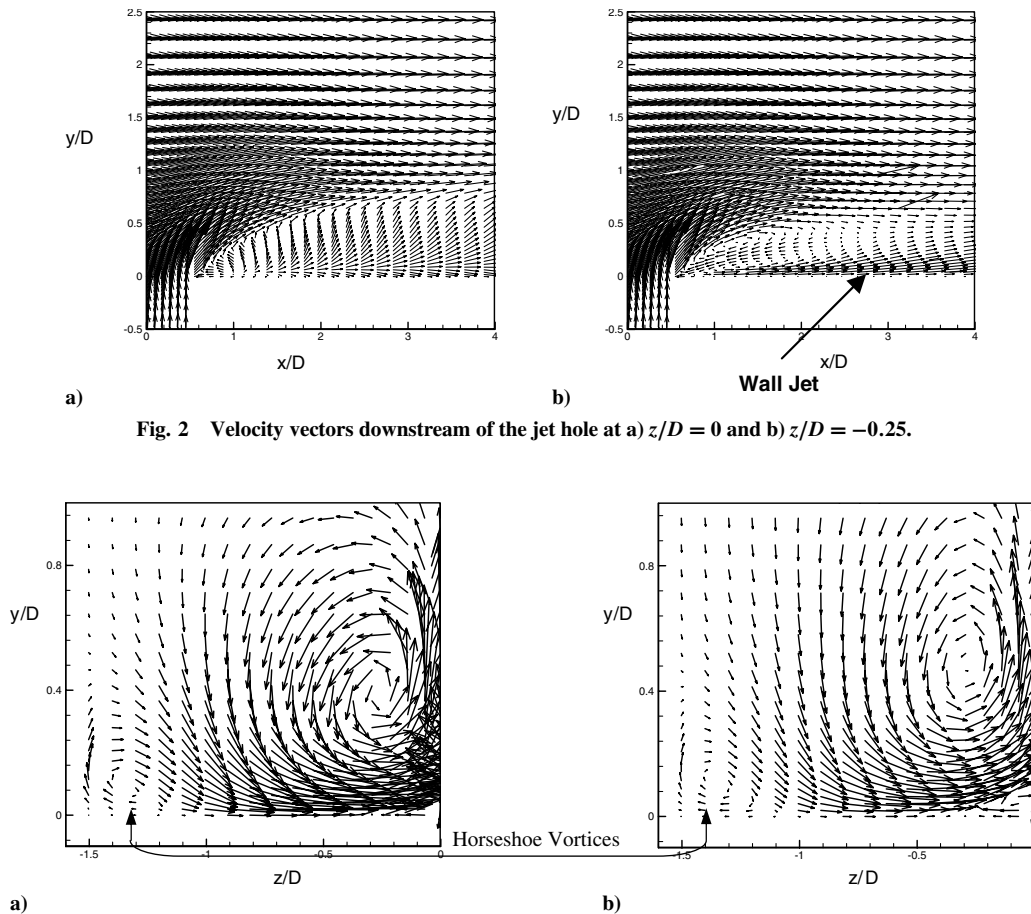 2.5
2
1.5
y/D
1
0.5
0
-0.5
0 1 2 3 4
x/D
a)
2.5
2
1.5
y/D
1
0.5
0
-0.5
0 1 2 3 4
x/D
Wall Jet
b)
Fig. 2 Velocity vectors downstream of the jet hole at a) z/D = 0 and b) z/D = −0.25.
0.8
y/D
0.4
0
-1.5 -1 -0.5 0
z/D
a)
Horseshoe Vortices
0.8
y/D
0.4
0
-1.5 -1 -0.5
z/D
b)